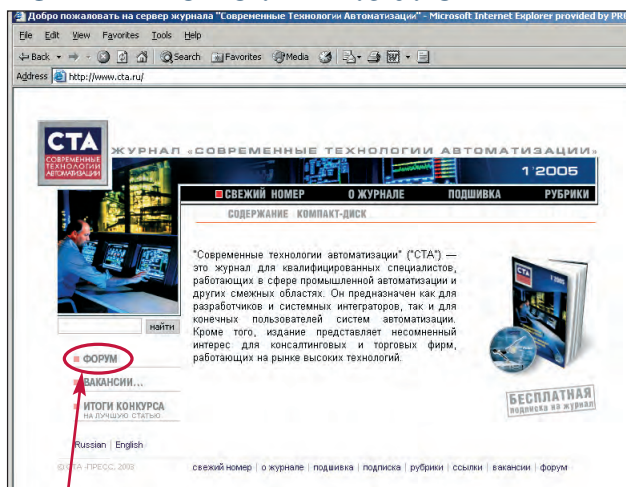 Добро пожаловать на сервер журнала "Современные Технологии Автоматизации" - Microsoft Internet Explorer provided by PRO
File Edit View Favorites Tools Help
Back Search Favorites Media
Address http://www.cta.ru/
СТА
СОВРЕМЕННЫЕ
ТЕХНОЛОГИИ
АВТОМАТИЗАЦИИ
ЖУРНАЛ «СОВРЕМЕННЫЕ ТЕХНОЛОГИИ АВТОМАТИЗАЦИИ»
1'2005
СВЕЖИЙ НОМЕР О ЖУРНАЛЕ ПОДШИВКА РУБРИКИ
СОДЕРЖАНИЕ КОМПАКТ-ДИСК
"Современные технологии автоматизации" ("СТА") —
это журнал для квалифицированных специалистов,
работающих в сфере промышленной автоматизации и
других смежных областях. Он предназначен как для
разработчиков и системных интеграторов, так и для
конечных пользователей систем автоматизации.
Кроме того, издание представляет несомненный
интерес для консалтинговых и торговых фирм,
работающих на рынке высоких технологий.
СТА
найти
ФОРУМ
ВАКАНСИИ...
ИТОГИ КОНКУРСА
НА ЛУЧШУЮ СТАТЬЮ
БЕСПЛАТНАЯ
подписка на журнал
Russian | English
© СТА-ПРЕСС, 2003
свежий номер | о журнале | подшивка | подписка | рубрики | ссылки | вакансии | форум